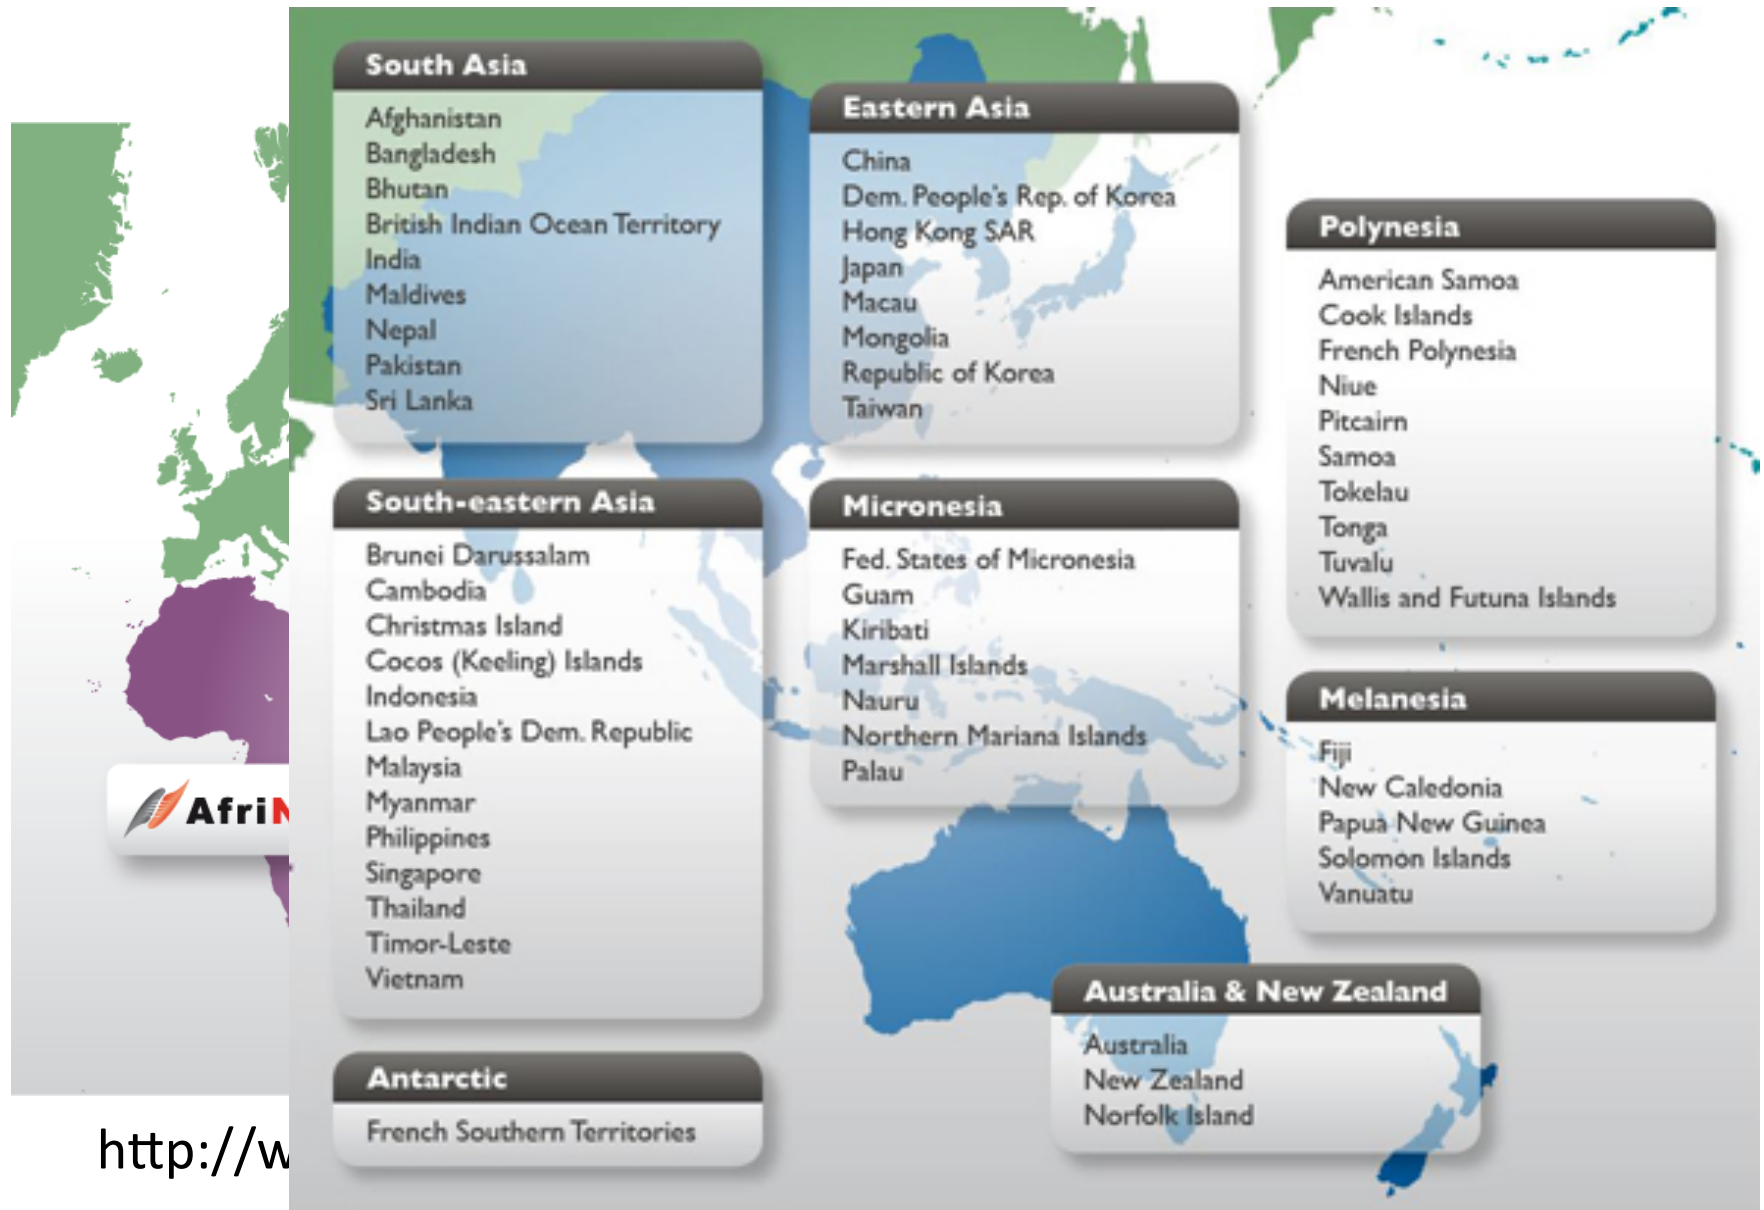 South Asia
Afghanistan
Bangladesh
Bhutan
British Indian Ocean Territory
India
Maldives
Nepal
Pakistan
Sri Lanka
Eastern Asia
China
Dem. People's Rep. of Korea
Hong Kong SAR
Japan
Macau
Mongolia
Republic of Korea
Taiwan
Polynesia
American Samoa
Cook Islands
French Polynesia
Niue
Pitcairn
Samoa
Tokelau
Tonga
Tuvalu
Wallis and Futuna Islands
South-eastern Asia
Brunei Darussalam
Cambodia
Christmas Island
Cocos (Keeling) Islands
Indonesia
Lao People's Dem. Republic
Malaysia
Myanmar
Philippines
Singapore
Thailand
Timor-Leste
Vietnam
Micronesia
Fed. States of Micronesia
Guam
Kiribati
Marshall Islands
Nauru
Northern Mariana Islands
Palau
Melanesia
Fiji
New Caledonia
Papua New Guinea
Solomon Islands
Vanuatu
AfriN
Australia & New Zealand
Australia
New Zealand
Norfolk Island
Antarctic
French Southern Territories
http://w